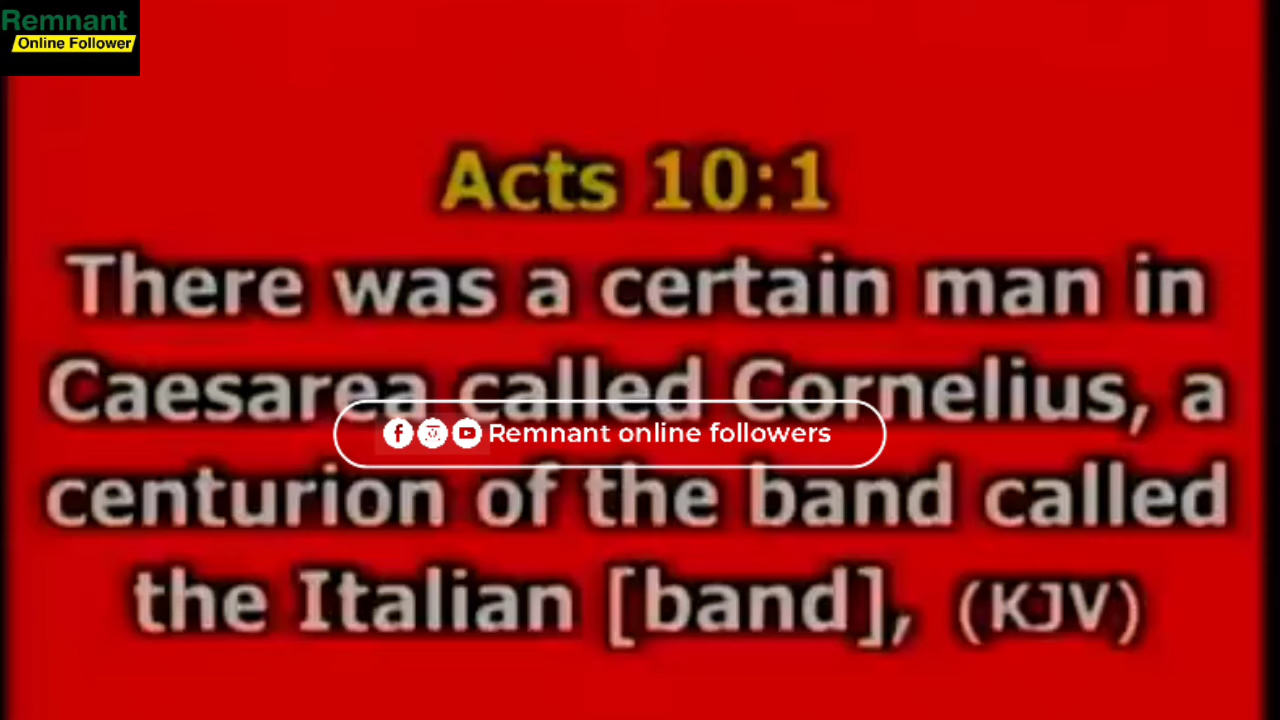 Remnant
Online Follower
Acts 10:1
There was a certain man in
Caesarea called Cornelius, a
Remnant online followers
centurion of the band called
the Italian [band], (KJV)